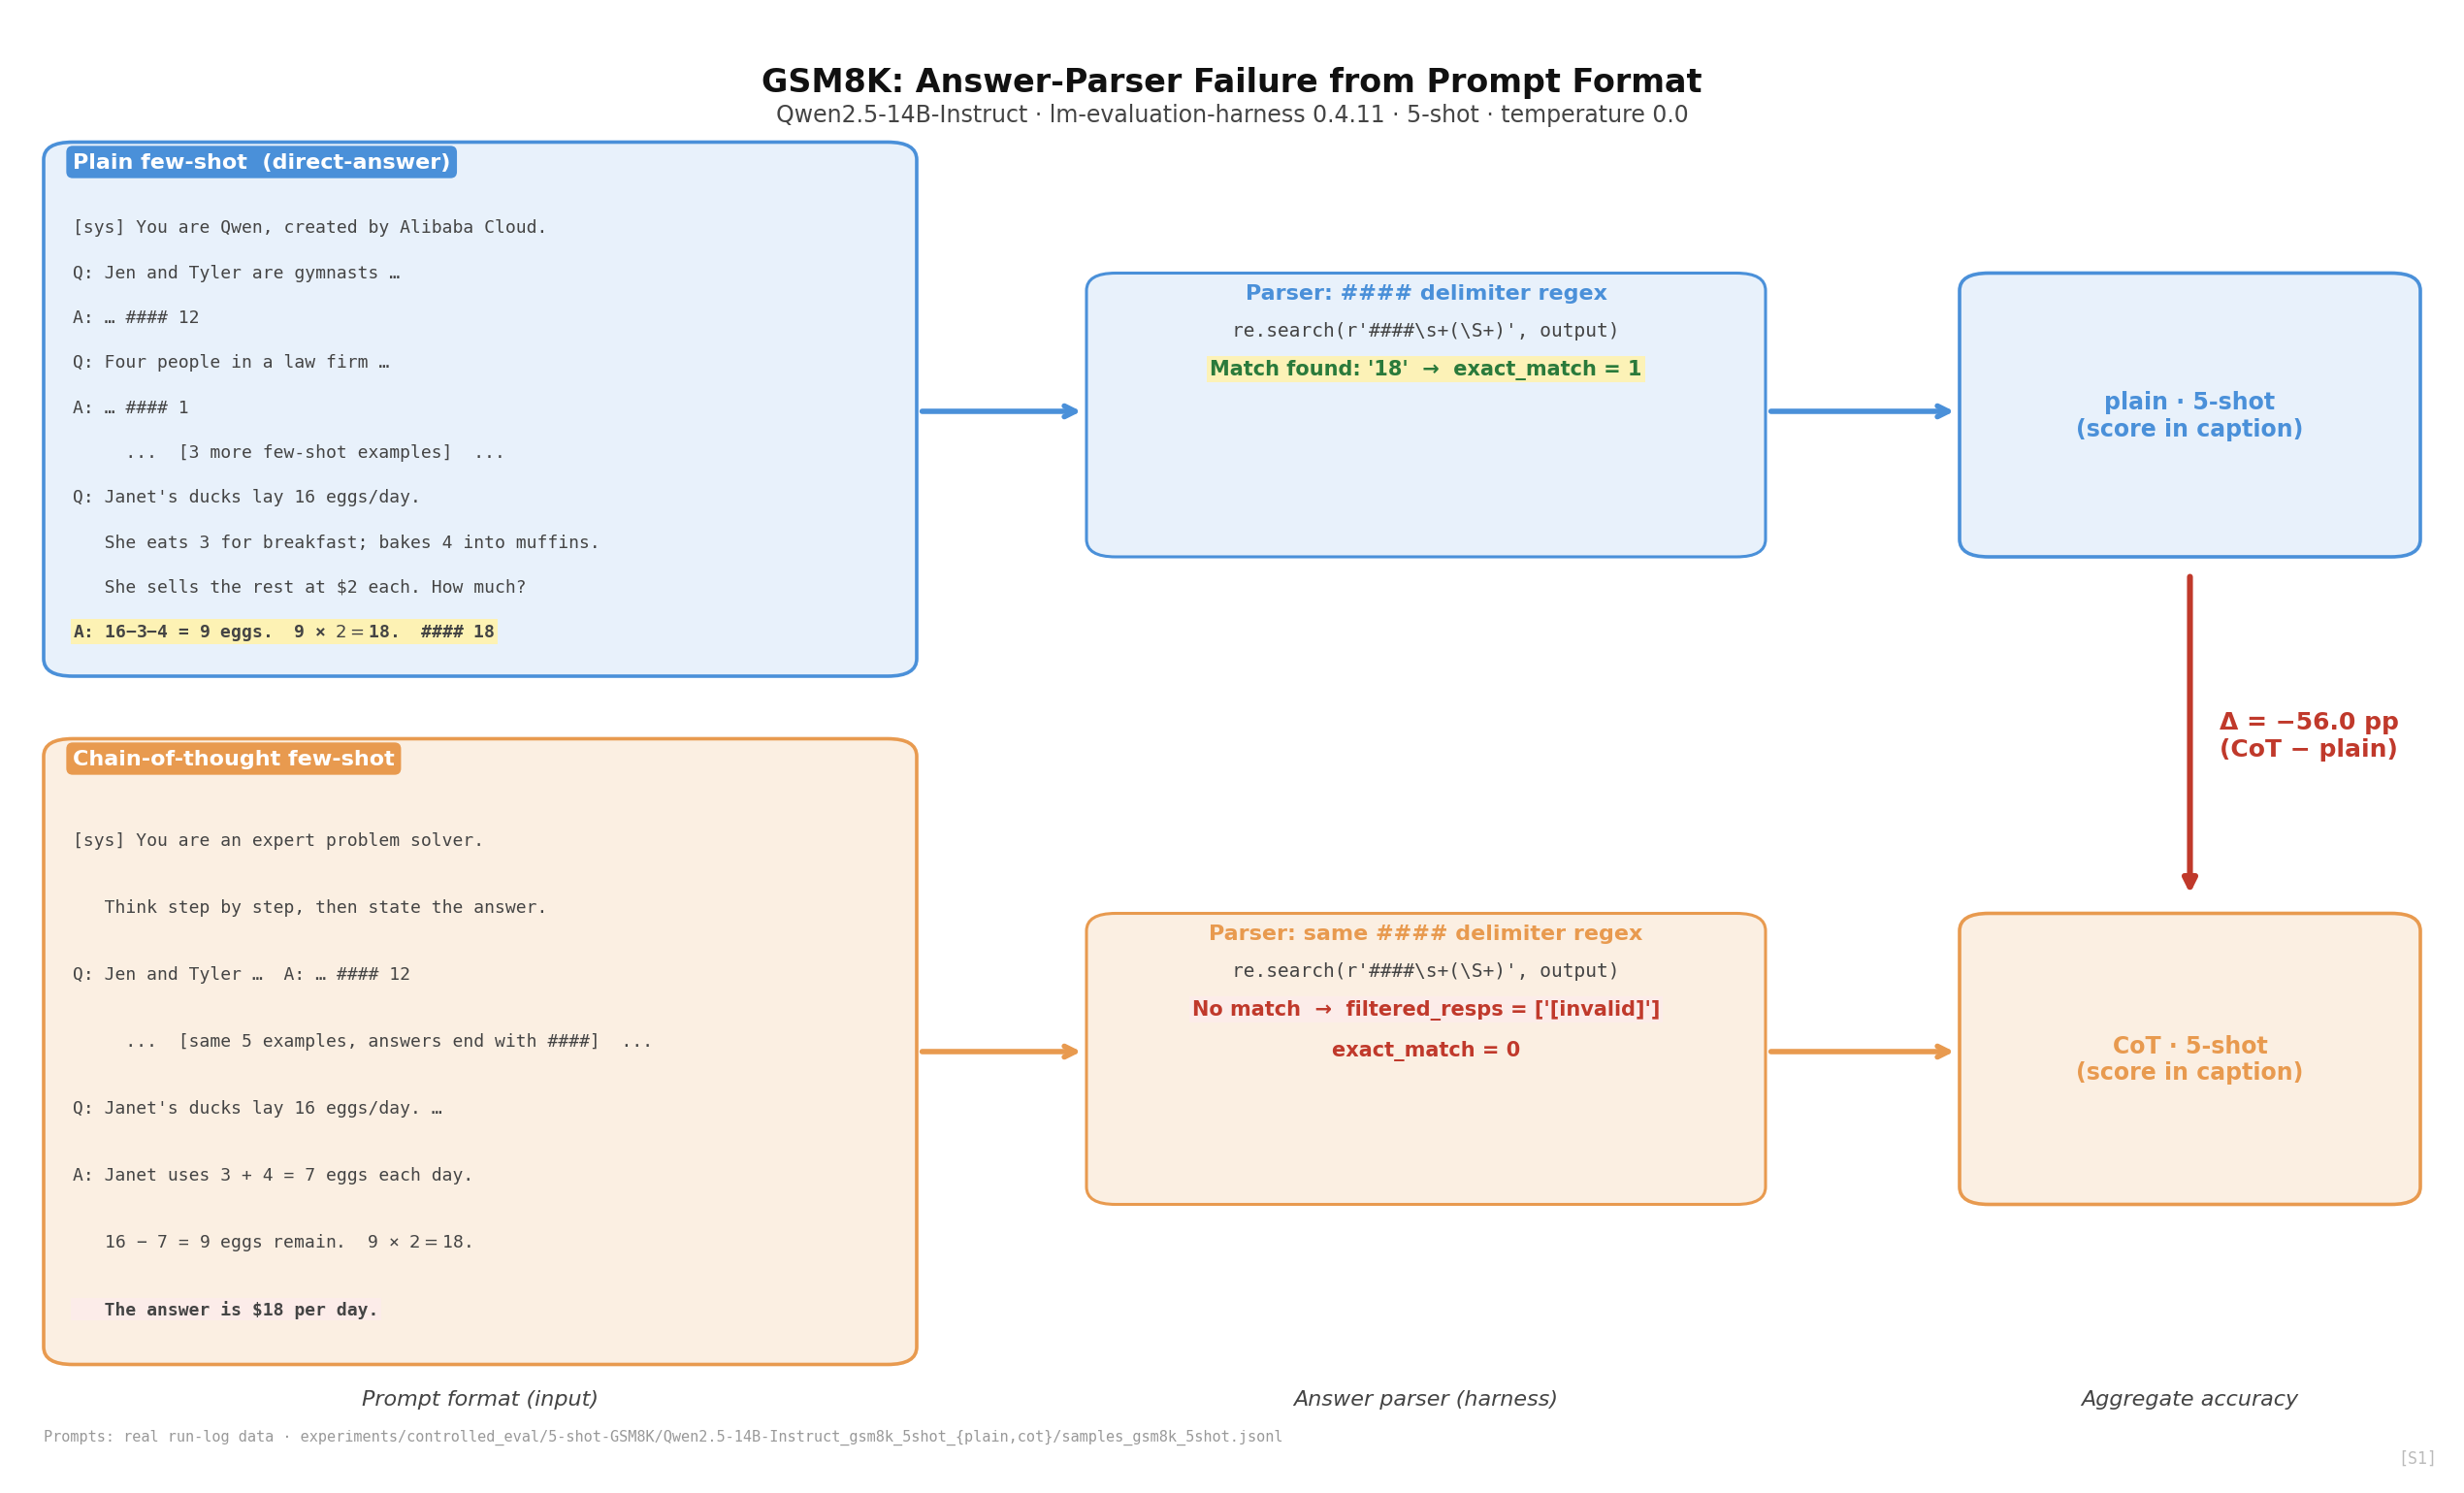 GSM8K: Answer-Parser Failure from Prompt Format
Qwen2.5-14B-Instruct · lm-evaluation-harness 0.4.11 · 5-shot · temperature 0.0
Plain few-shot  (direct-answer)
[sys] You are Qwen, created by Alibaba Cloud.
Q: Jen and Tyler are gymnasts …
A: … #### 12
Q: Four people in a law firm …
A: … #### 1
...  [3 more few-shot examples]  ...
Q: Janet's ducks lay 16 eggs/day.
She eats 3 for breakfast; bakes 4 into muffins.
She sells the rest at $2 each. How much?
A: 16−3−4 = 9 eggs.  9 × 2=18.  #### 18
Parser: #### delimiter regex
re.search(r'####\s+(\S+)', output)
Match found: '18'  →  exact_match = 1
plain · 5-shot
(score in caption)
Δ = −56.0 pp
(CoT − plain)
Chain-of-thought few-shot
[sys] You are an expert problem solver.
Think step by step, then state the answer.
Q: Jen and Tyler …  A: … #### 12
...  [same 5 examples, answers end with ####]  ...
Q: Janet's ducks lay 16 eggs/day. …
A: Janet uses 3 + 4 = 7 eggs each day.
16 − 7 = 9 eggs remain.  9 × 2=18.
The answer is $18 per day.
Parser: same #### delimiter regex
re.search(r'####\s+(\S+)', output)
No match  →  filtered_resps = ['[invalid]']
exact_match = 0
CoT · 5-shot
(score in caption)
Prompt format (input)
Answer parser (harness)
Aggregate accuracy
Prompts: real run-log data · experiments/controlled_eval/5-shot-GSM8K/Qwen2.5-14B-Instruct_gsm8k_5shot_{plain,cot}/samples_gsm8k_5shot.jsonl
[S1]